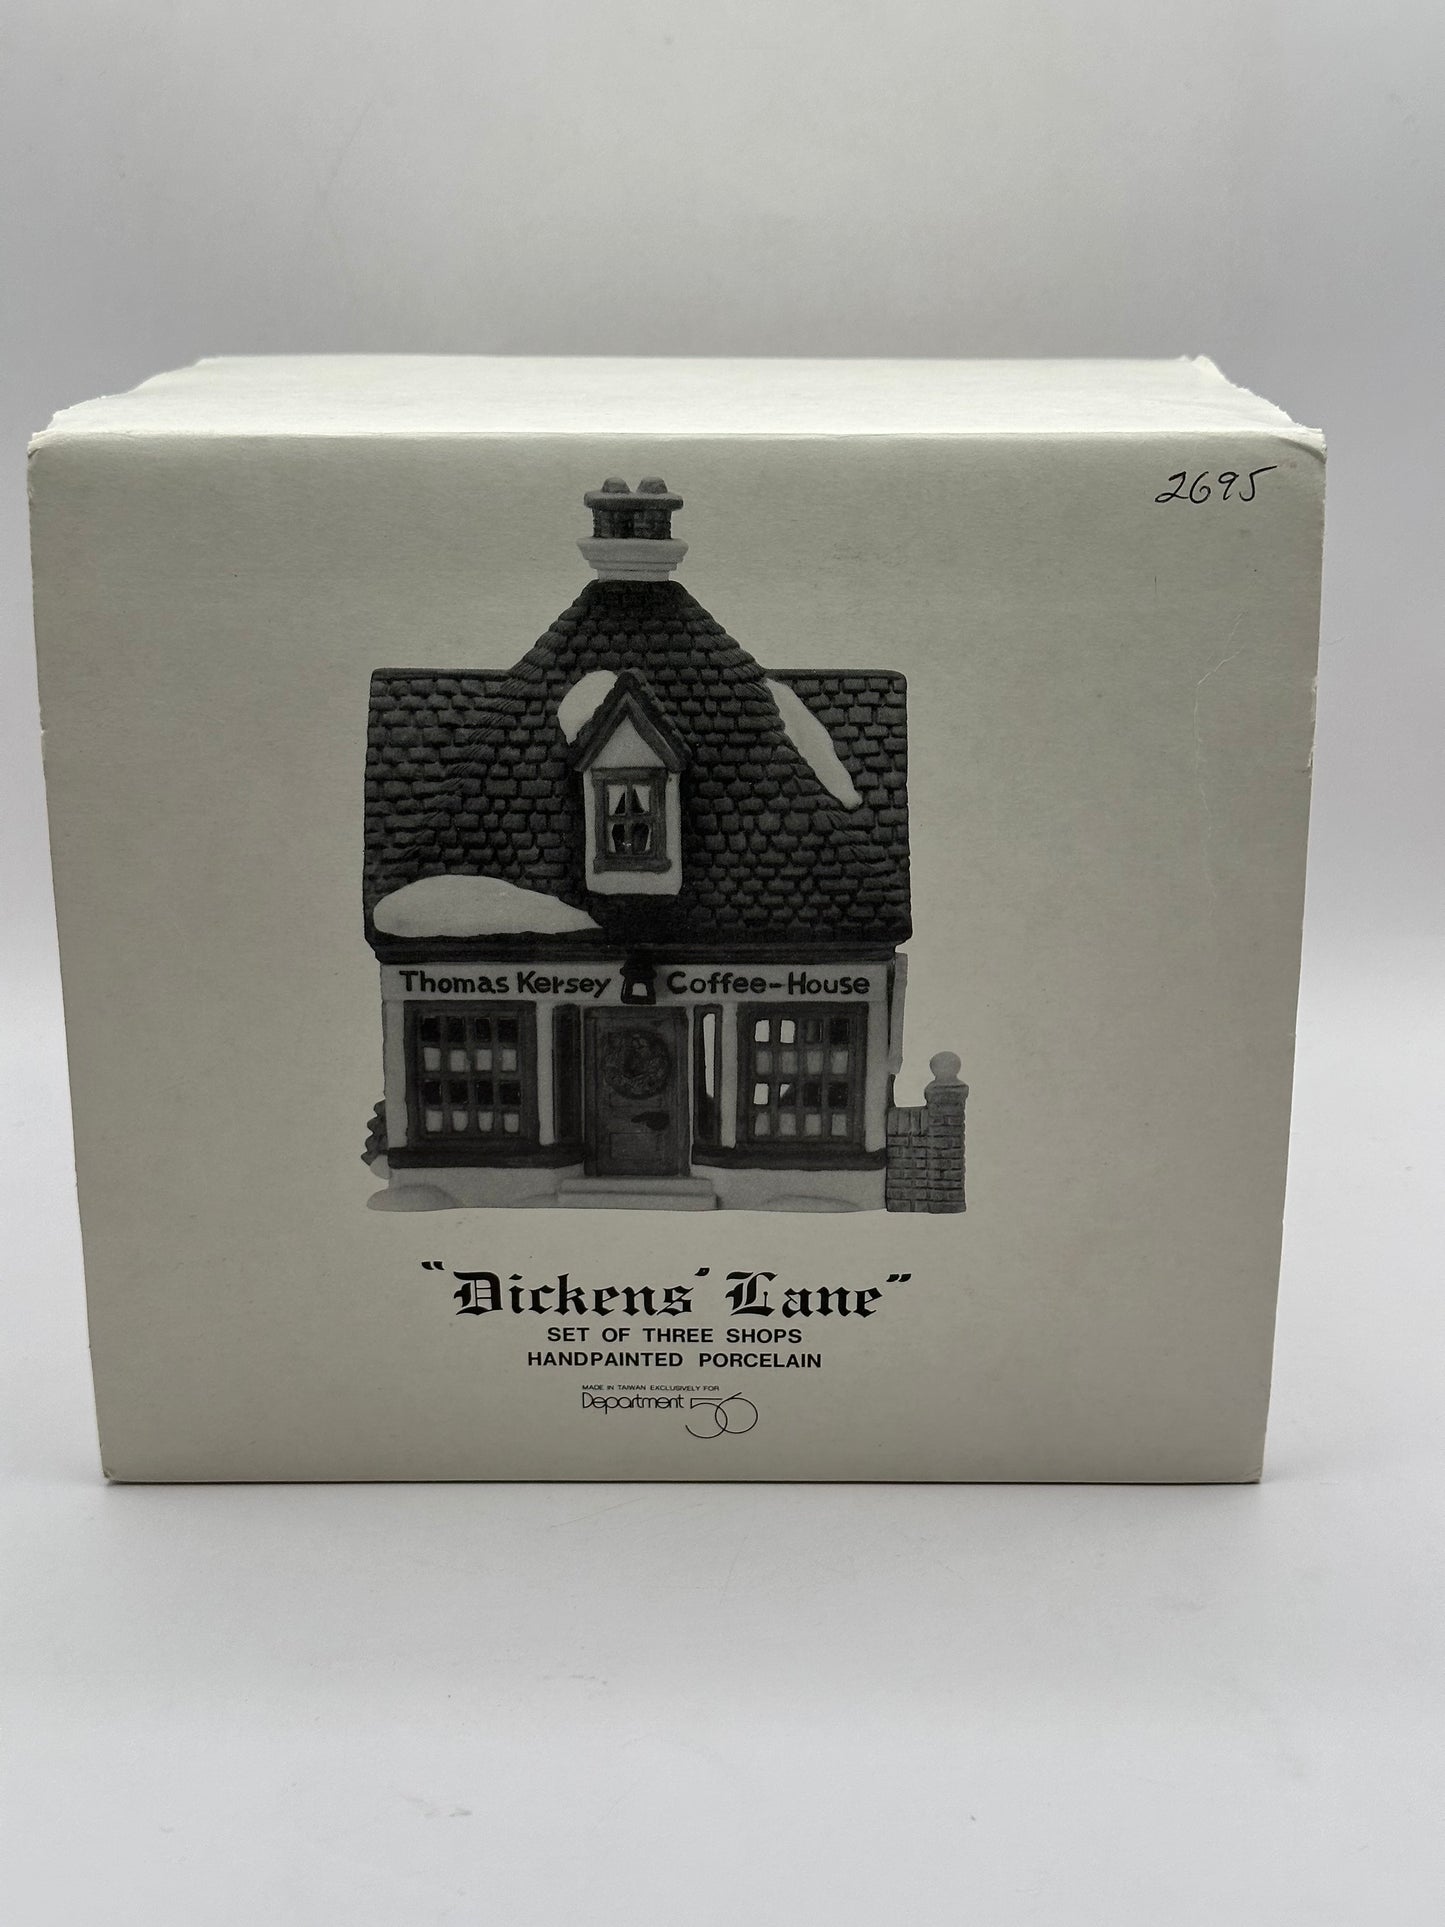 2695
Thomas Kersey Coffee-House
"Dickens' Lane"
SET OF THREE SHOPS
HANDPAINTED PORCELAIN
MADE IN TAIWAN EXCLUSIVELY FOR
Department 56